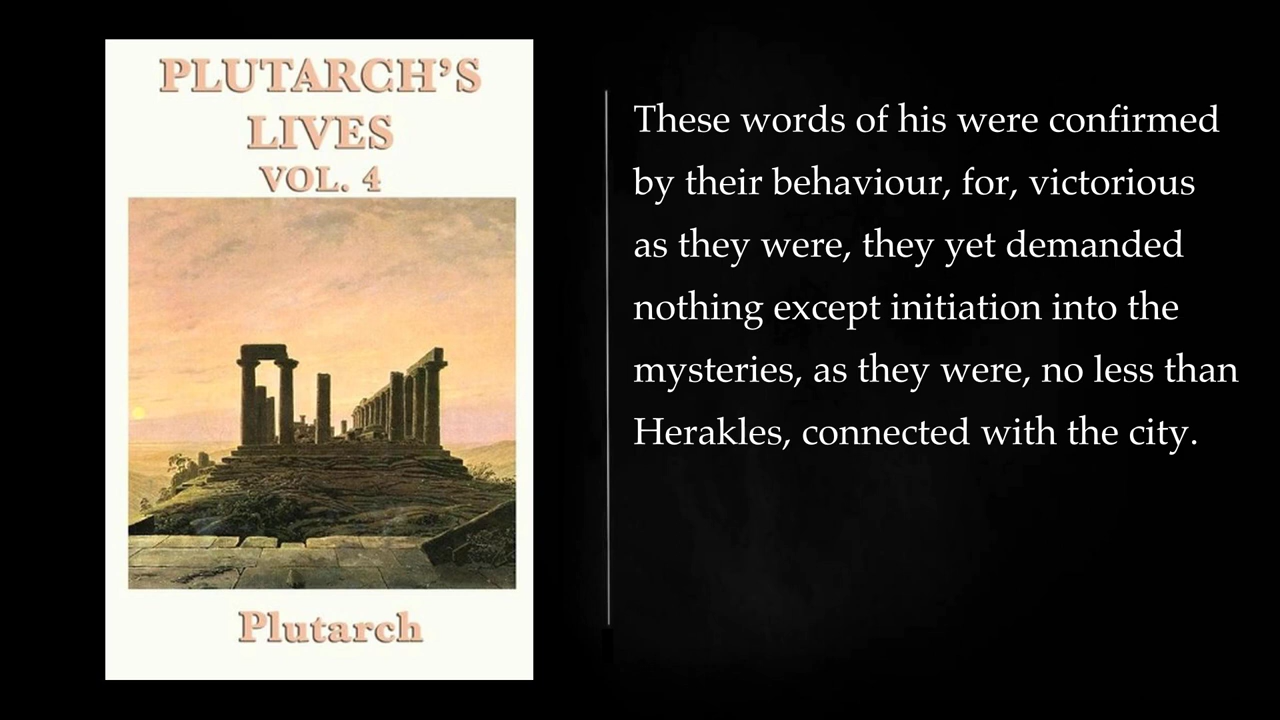 PLUTARCH’S
LIVES
VOL. 4
Plutarch
These words of his were confirmed
by their behaviour, for, victorious
as they were, they yet demanded
nothing except initiation into the
mysteries, as they were, no less than
Herakles, connected with the city.